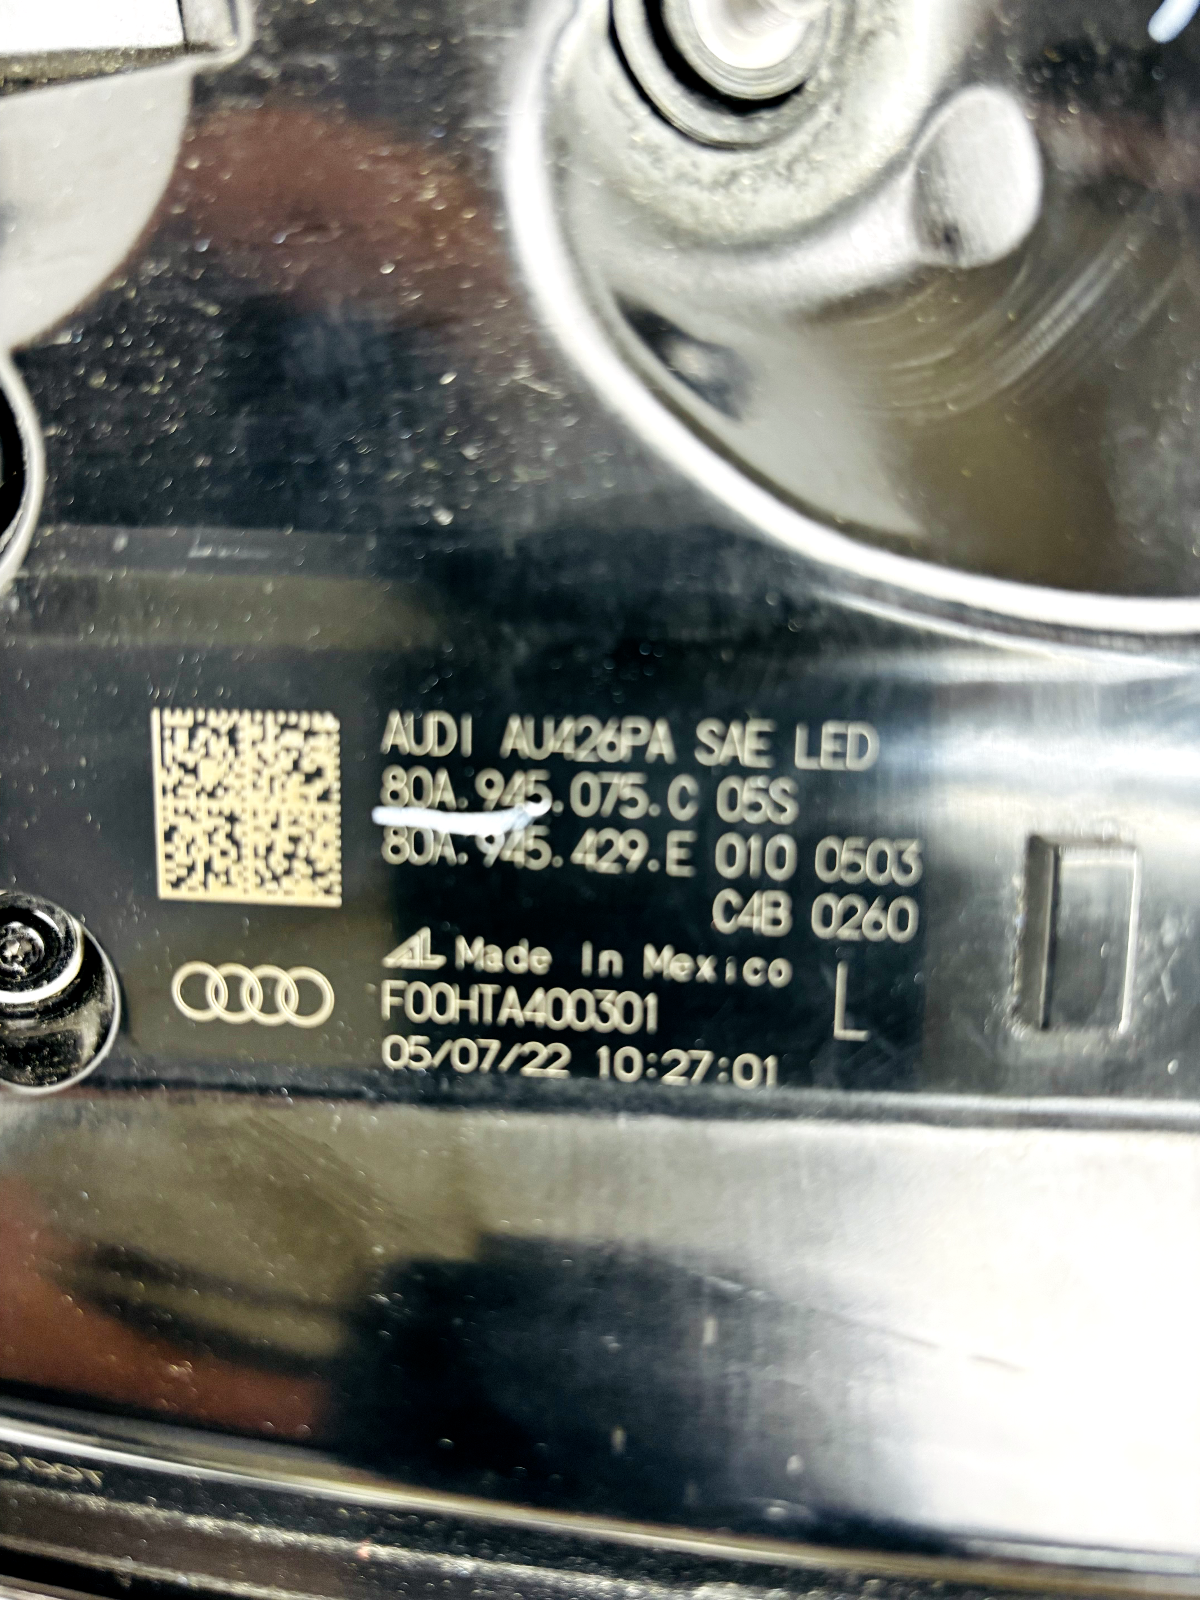 AUDI AU426PA SAE LED
80A.945.075.C 05S
80A.945.429.E 010 0503
C4B 0260
AL Made In Mexico
F00HTA400301
L
05/07/22 10:27:01